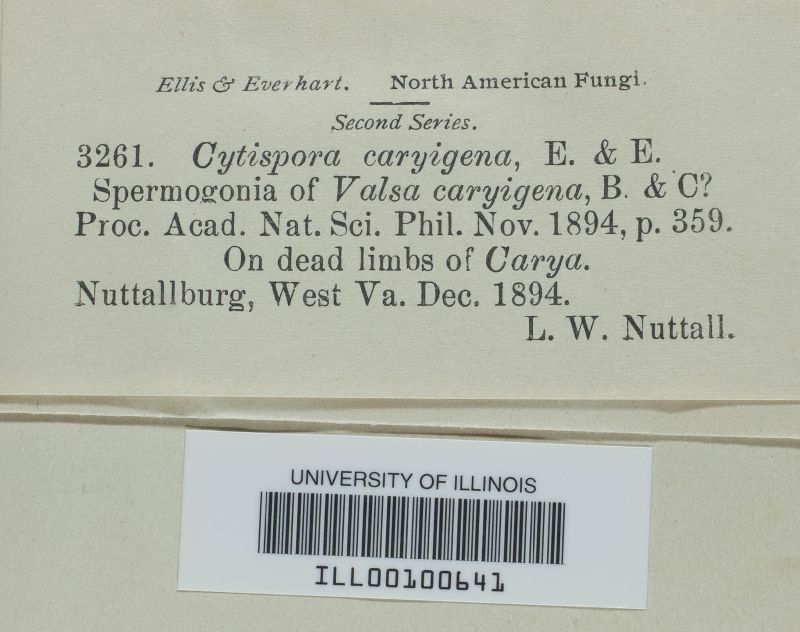 Ellis & Everhart. North American Fungi.
Second Series.
3261. Cytispora caryigena, E. & E.
Spermogonia of Valsa caryigena, B. & C?
Proc. Acad. Nat. Sci. Phil. Nov. 1894, p. 359.
On dead limbs of Carya.
Nuttallburg, West Va. Dec. 1894.
L. W. Nuttall.
UNIVERSITY OF ILLINOIS
ILL00100641